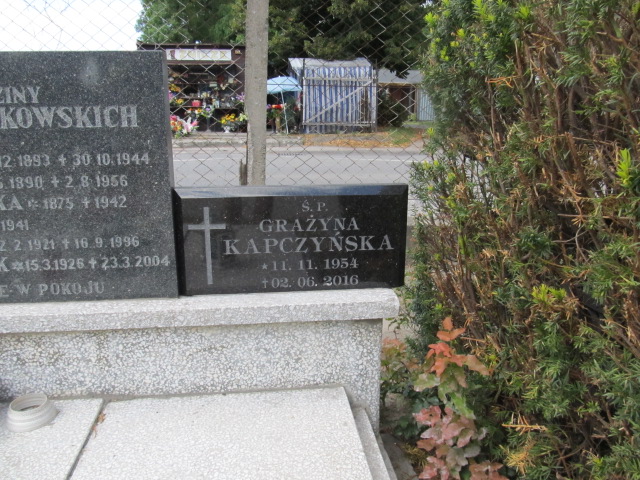 ZINY
KOWSKICH
12.1893 + 30.10.1944
1890 + 2.8.1956
KA *1875 + 1942
1941
2.2.1921 + 16.9.1996
K *15.3.1926 + 23.3.2004
E W POKOJU
Ś. P.
GRAŻYNA
KAPCZYŃSKA
*11. 11. 1954
+02. 06. 2016